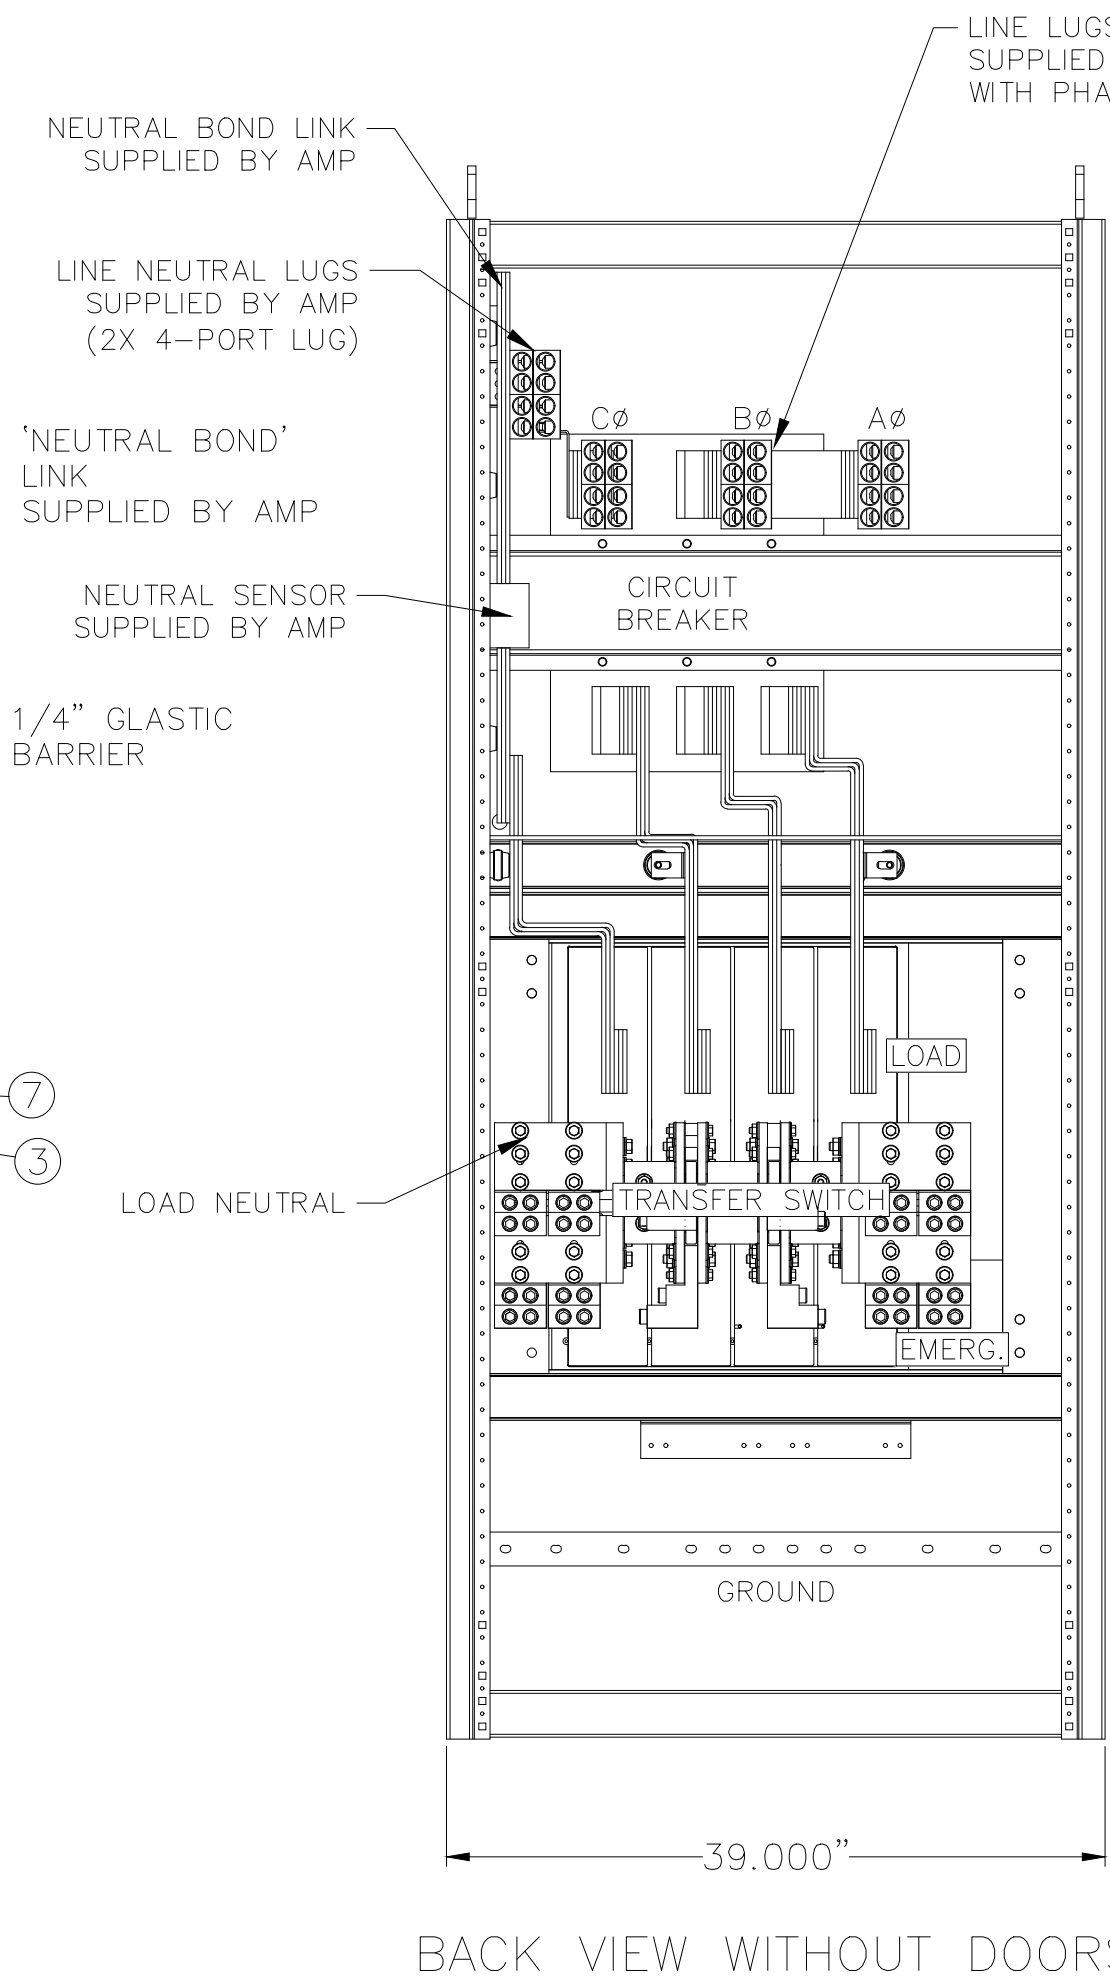 LINE LUGS
SUPPLIED
WITH PHA
NEUTRAL BOND LINK
SUPPLIED BY AMP
LINE NEUTRAL LUGS
SUPPLIED BY AMP
(2X 4-PORT LUG)
'NEUTRAL BOND'
LINK
SUPPLIED BY AMP
CØ BØ AØ
NEUTRAL SENSOR
SUPPLIED BY AMP
CIRCUIT
BREAKER
1/4" GLASTIC
BARRIER
LOAD
7
3
LOAD NEUTRAL
TRANSFER SWITCH
EMERG.
GROUND
39.000"
BACK VIEW WITHOUT DOORS